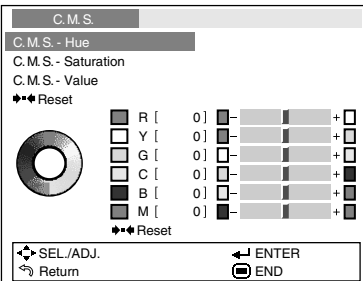 C.M.S.
C.M.S. - Hue
C.M.S. - Saturation
C.M.S. - Value
Reset
R [ 0 ] - +
Y [ 0 ] - +
G [ 0 ] - +
C [ 0 ] - +
B [ 0 ] - +
M [ 0 ] - +
Reset
SEL./ADJ. ENTER
Return END